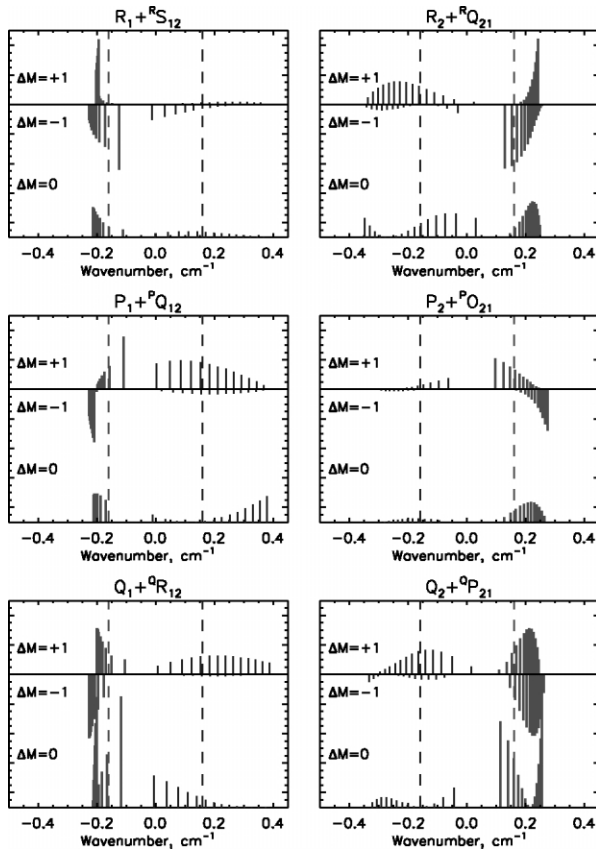 R₁+ᴿS₁₂
R₂+ᴿQ₂₁
ΔM=+1
ΔM=+1
ΔM=−1
ΔM=−1
ΔM=0
ΔM=0
−0.4 −0.2 0.0 0.2 0.4
−0.4 −0.2 0.0 0.2 0.4
Wavenumber, cm⁻¹
Wavenumber, cm⁻¹
P₁+ᴾQ₁₂
P₂+ᴾO₂₁
ΔM=+1
ΔM=+1
ΔM=−1
ΔM=−1
ΔM=0
ΔM=0
−0.4 −0.2 0.0 0.2 0.4
−0.4 −0.2 0.0 0.2 0.4
Wavenumber, cm⁻¹
Wavenumber, cm⁻¹
Q₁+^QR₁₂
Q₂+^QP₂₁
ΔM=+1
ΔM=+1
ΔM=−1
ΔM=−1
ΔM=0
ΔM=0
−0.4 −0.2 0.0 0.2 0.4
−0.4 −0.2 0.0 0.2 0.4
Wavenumber, cm⁻¹
Wavenumber, cm⁻¹